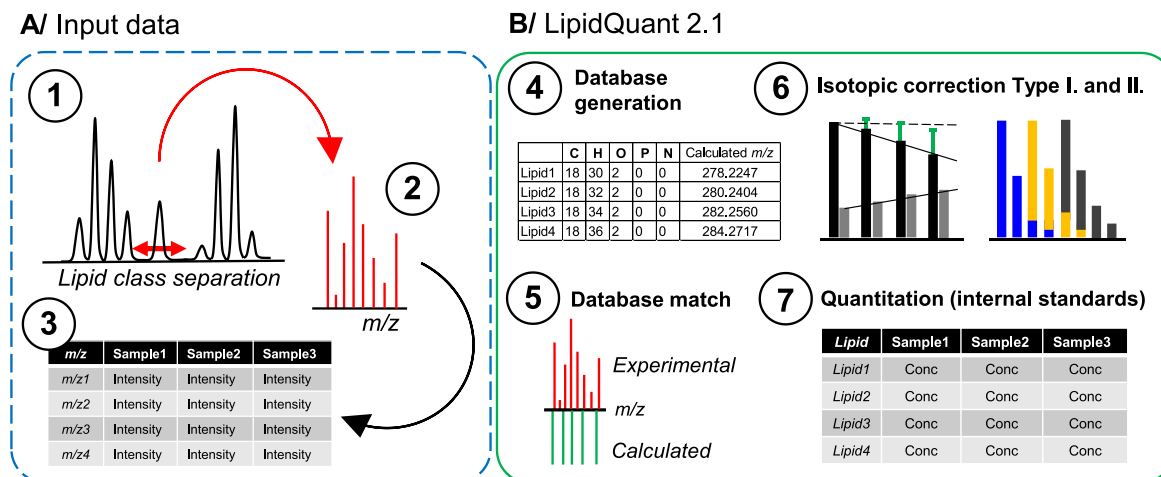 A/ Input data
1
Lipid class separation
2
m/z
3
m/z Sample1 Sample2 Sample3
m/z1 Intensity Intensity Intensity
m/z2 Intensity Intensity Intensity
m/z3 Intensity Intensity Intensity
m/z4 Intensity Intensity Intensity
B/ LipidQuant 2.1
4 Database
generation
C H O P N Calculated m/z
Lipid1 18 30 2 0 0 278.2247
Lipid2 18 32 2 0 0 280.2404
Lipid3 18 34 2 0 0 282.2560
Lipid4 18 36 2 0 0 284.2717
5 Database match
Experimental
m/z
Calculated
6 Isotopic correction Type I. and II.
7 Quantitation (internal standards)
Lipid Sample1 Sample2 Sample3
Lipid1 Conc Conc Conc
Lipid2 Conc Conc Conc
Lipid3 Conc Conc Conc
Lipid4 Conc Conc Conc